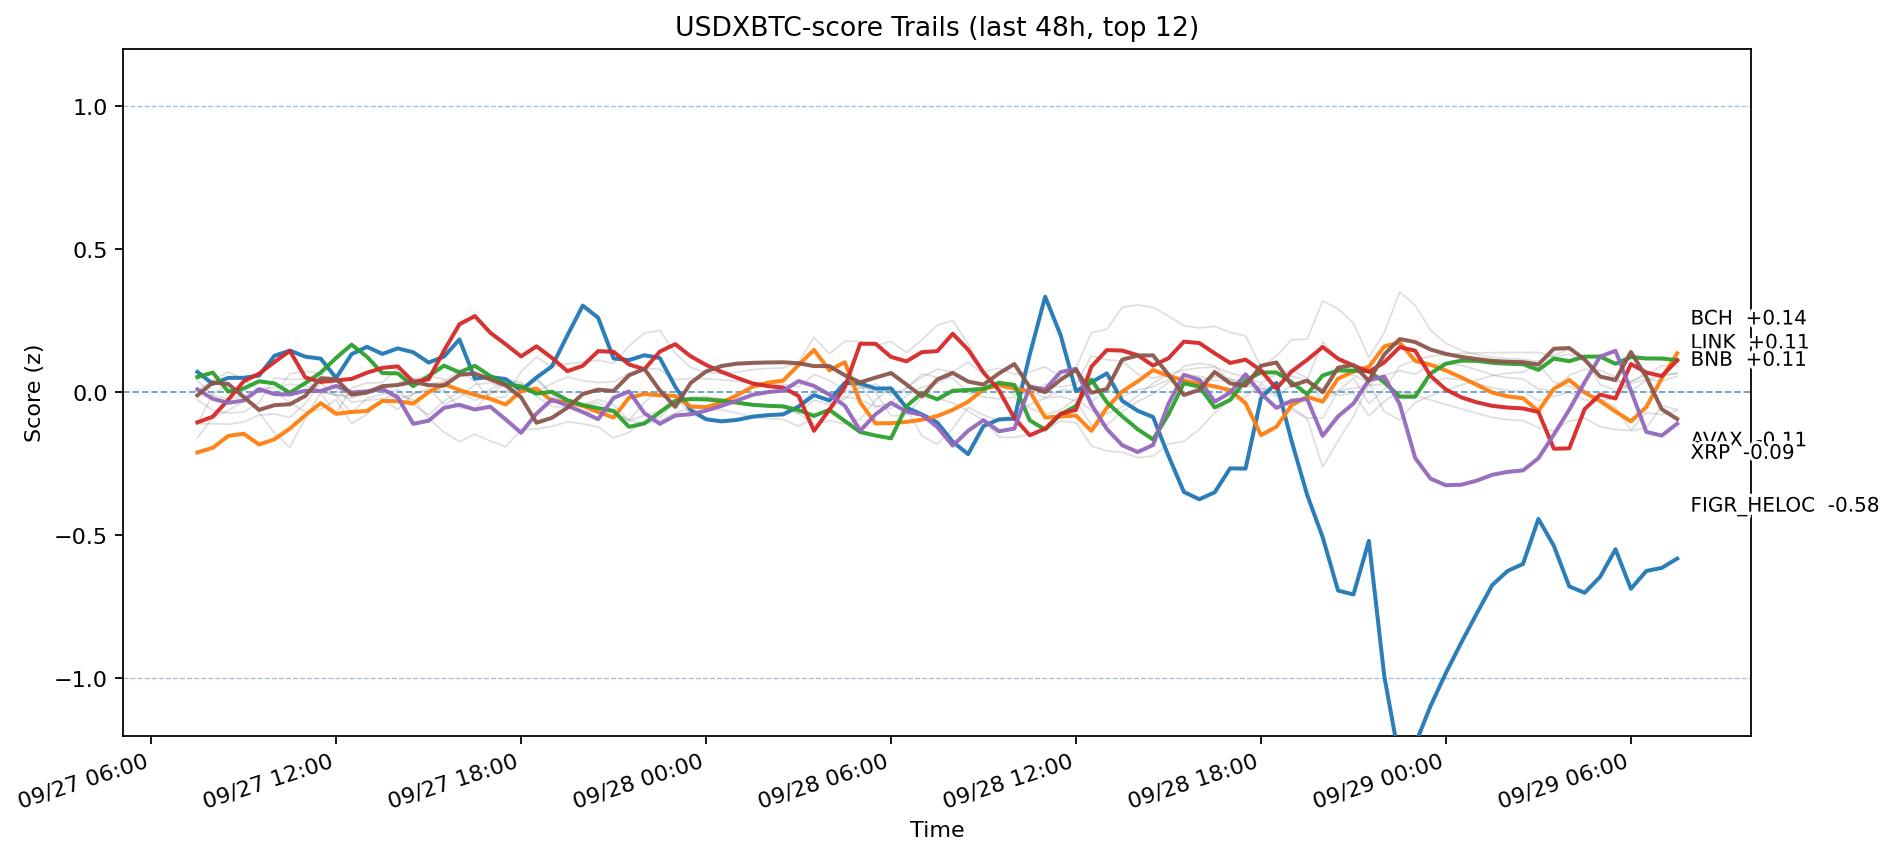 USDXBTC-score Trails (last 48h, top 12)
Score (z)
1.0
0.5
0.0
−0.5
−1.0
BCH +0.14
LINK +0.11
BNB +0.11
AVAX -0.11
XRP -0.09
FIGR_HELOC -0.58
09/27 06:00
09/27 12:00
09/27 18:00
09/28 00:00
09/28 06:00
09/28 12:00
09/28 18:00
09/29 00:00
09/29 06:00
Time